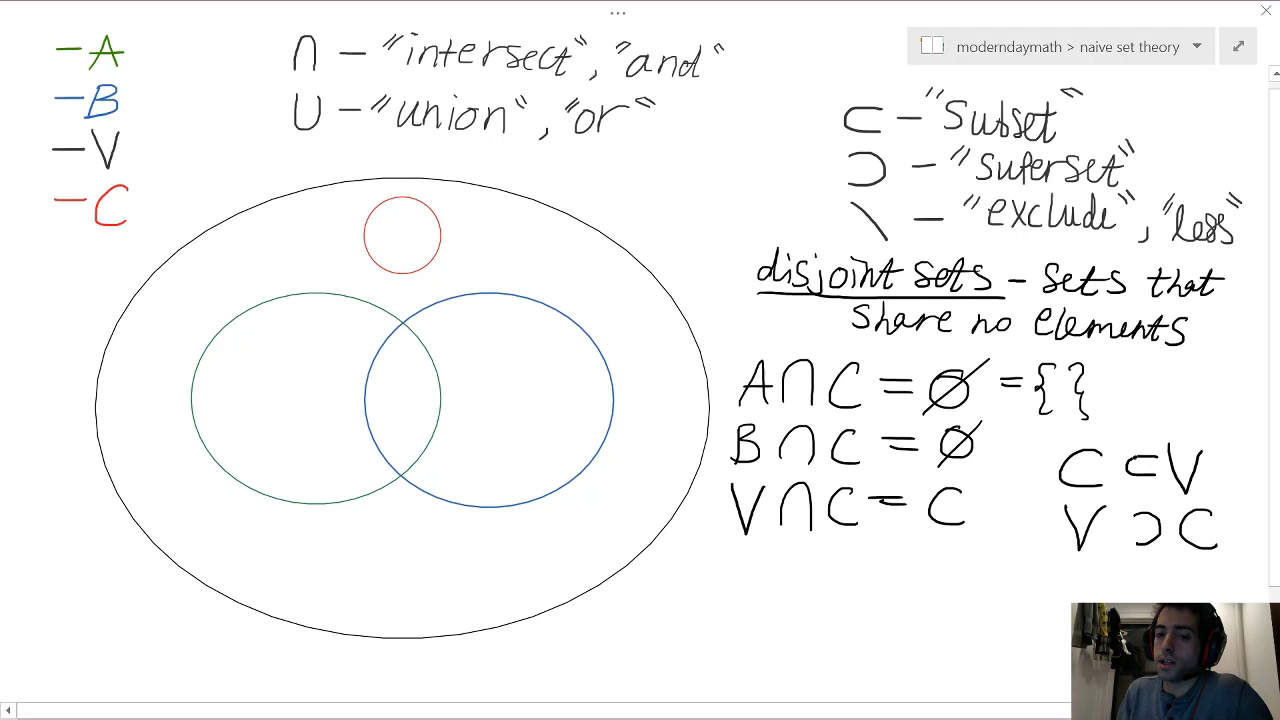 ...
moderndaymath > naive set theory
-A
-B
-V
-C
∩ - "intersect", "and"
∪ - "union", "or"
⊂ - "Subset"
⊃ - "superset"
\ - "exclude", "less"
disjoint sets - sets that
share no elements
A∩C = ∅ = { }
B∩C = ∅
V∩C = C
C ⊂ V
V ⊃ C